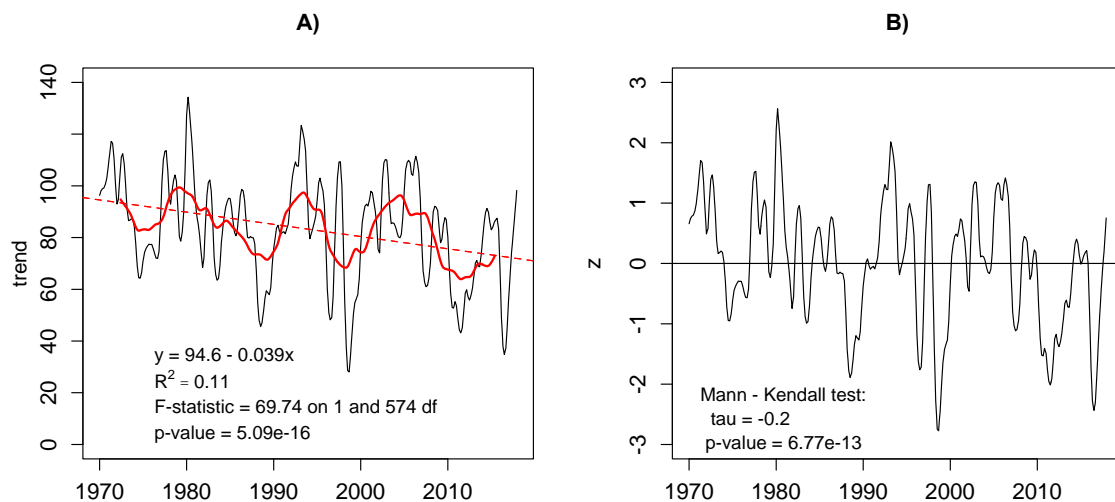 A)
trend
140
100
80
60
40
20
0
1970
1980
1990
2000
2010
y = 94.6 - 0.039x
R² = 0.11
F-statistic = 69.74 on 1 and 574 df
p-value = 5.09e-16
B)
z
3
2
1
0
-1
-2
-3
1970
1980
1990
2000
2010
Mann - Kendall test:
tau = -0.2
p-value = 6.77e-13